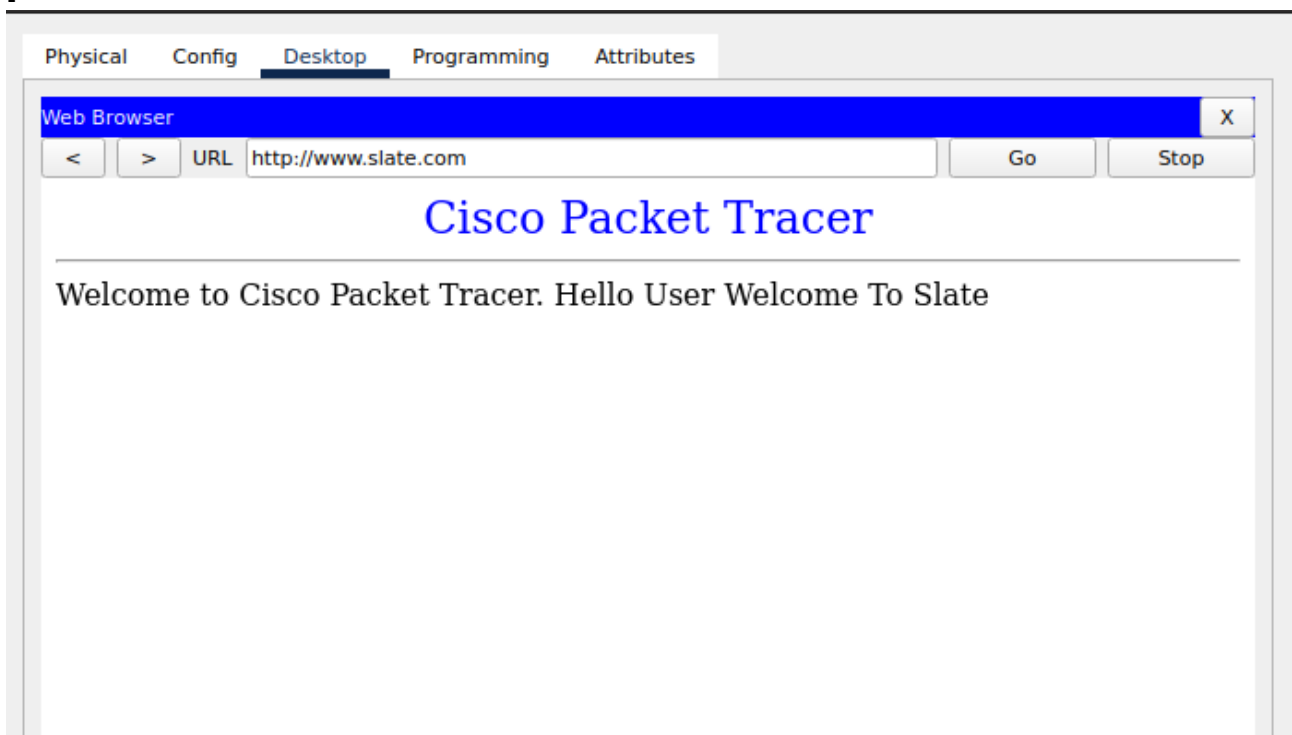 Physical Config Desktop Programming Attributes
Web Browser X
< > URL http://www.slate.com Go Stop
Cisco Packet Tracer
Welcome to Cisco Packet Tracer. Hello User Welcome To Slate